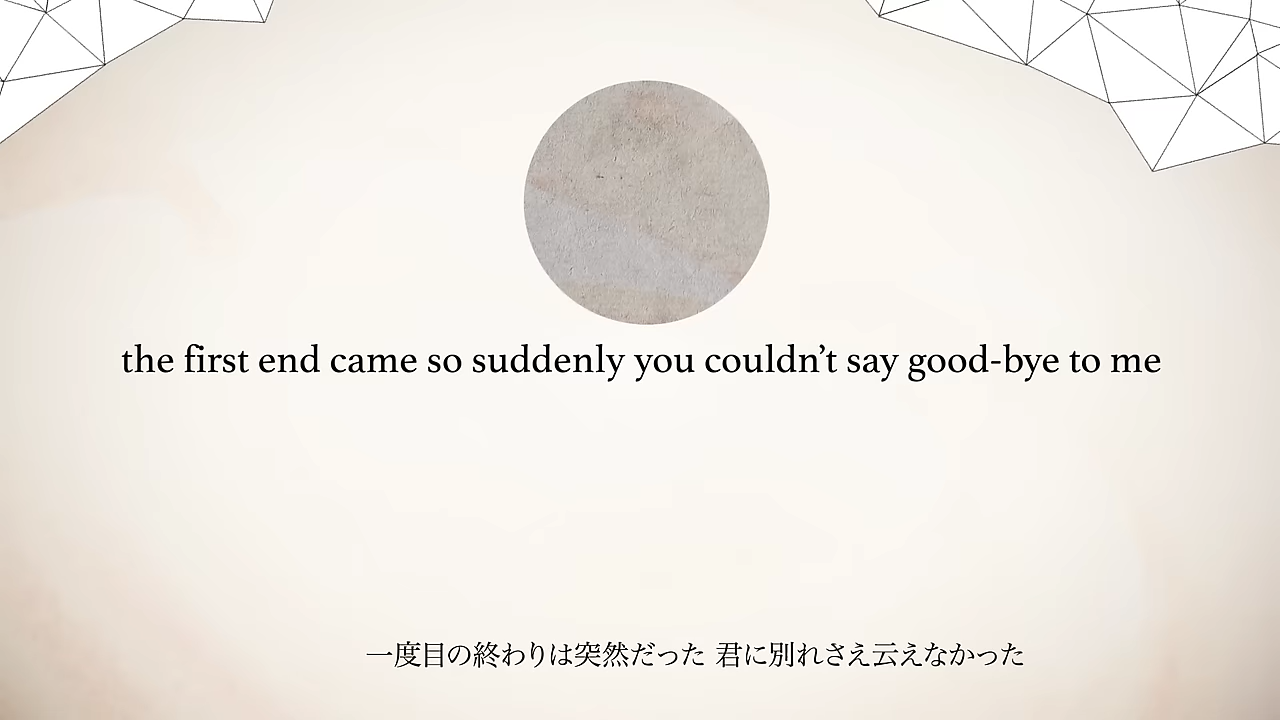 the first end came so suddenly you couldn’t say good-bye to me
一度目の終わりは突然だった 君に別れさえ云えなかった